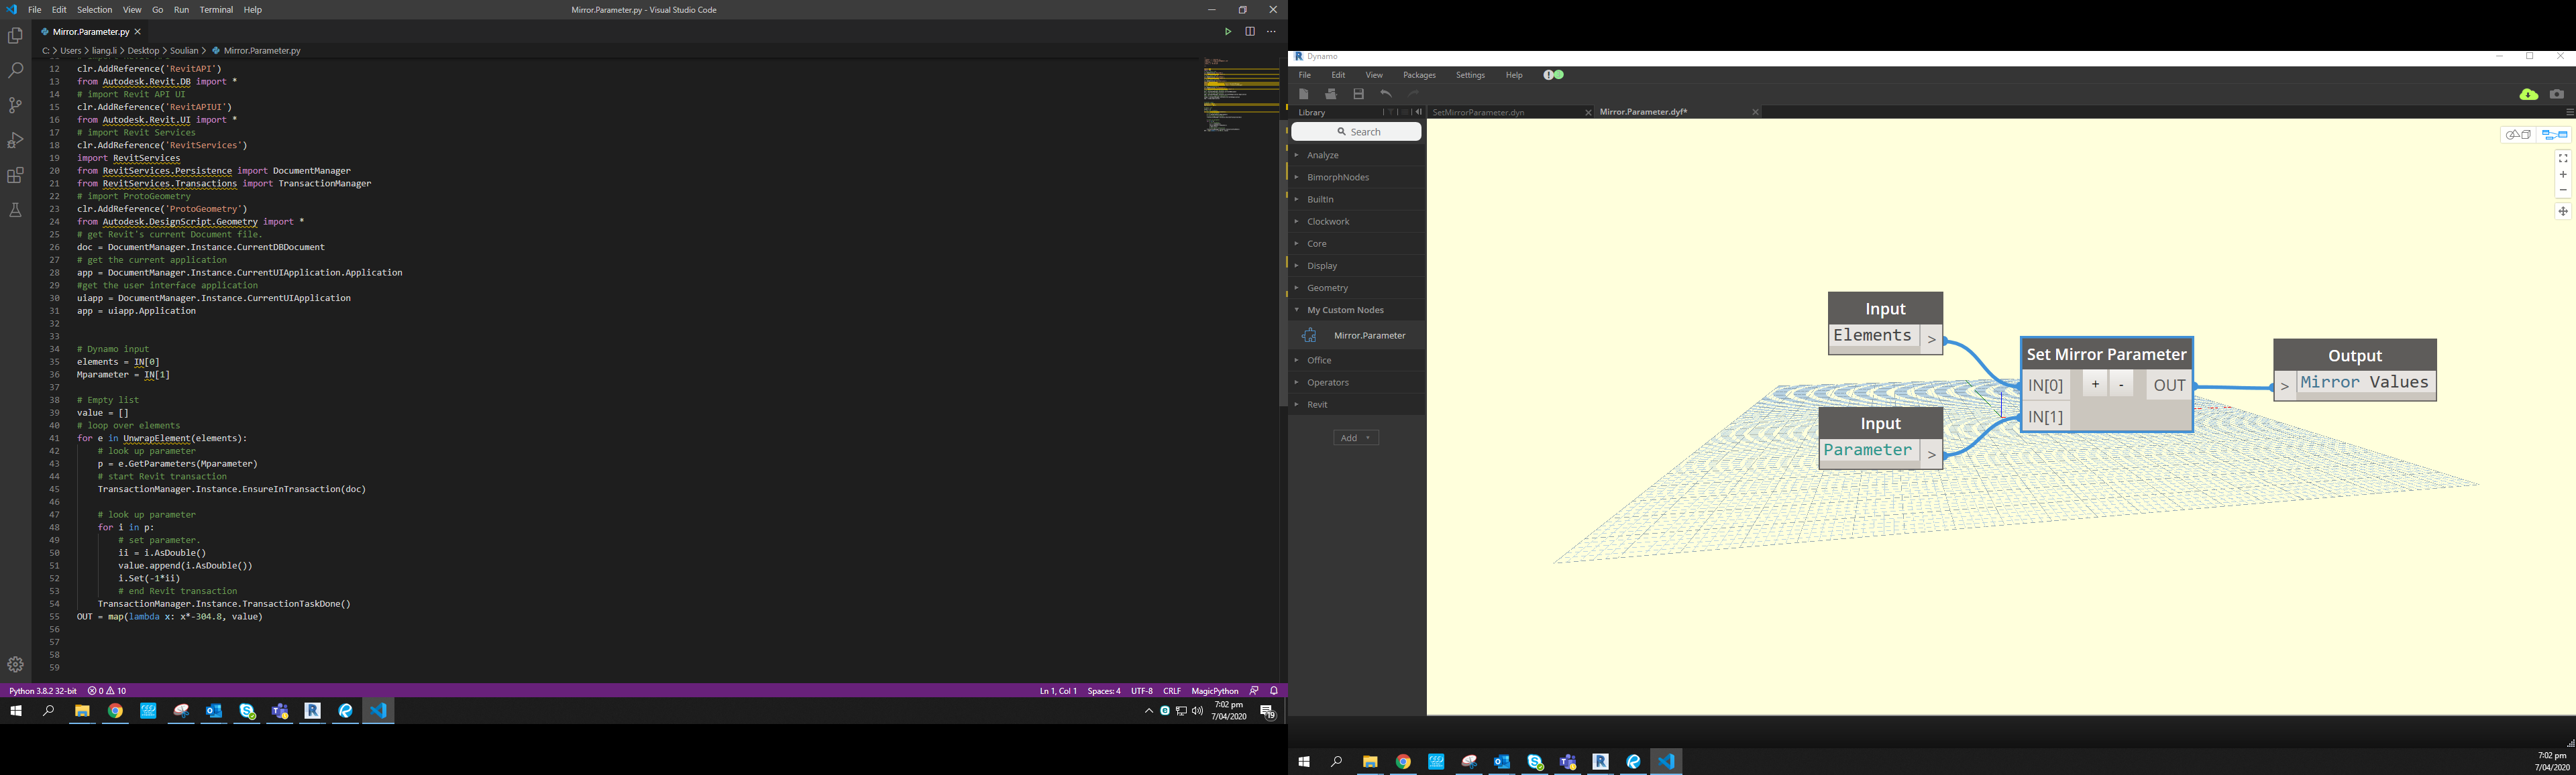 File Edit Selection View Go Run Terminal Help
Mirror.Parameter.py - Visual Studio Code
Mirror.Parameter.py
C: > Users > liang.li > Desktop > Soulian > Mirror.Parameter.py
12 clr.AddReference('RevitAPI')
13 from Autodesk.Revit.DB import *
14 # import Revit API UI
15 clr.AddReference('RevitAPIUI')
16 from Autodesk.Revit.UI import *
17 # import Revit Services
18 clr.AddReference('RevitServices')
19 import RevitServices
20 from RevitServices.Persistence import DocumentManager
21 from RevitServices.Transactions import TransactionManager
22 # import ProtoGeometry
23 clr.AddReference('ProtoGeometry')
24 from Autodesk.DesignScript.Geometry import *
25 # get Revit's current Document file.
26 doc = DocumentManager.Instance.CurrentDBDocument
27 # get the current application
28 app = DocumentManager.Instance.CurrentUIApplication.Application
29 #get the user interface application
30 uiapp = DocumentManager.Instance.CurrentUIApplication
31 app = uiapp.Application
32
33
34 # Dynamo input
35 elements = IN[0]
36 Mparameter = IN[1]
37
38 # Empty list
39 value = []
40 # loop over elements
41 for e in UnwrapElement(elements):
42 # look up parameter
43 p = e.GetParameters(Mparameter)
44 # start Revit transaction
45 TransactionManager.Instance.EnsureInTransaction(doc)
46
47 # look up parameter
48 for i in p:
49 # set parameter.
50 ii = i.AsDouble()
51 value.append(i.AsDouble())
52 i.Set(-1*ii)
53 # end Revit transaction
54 TransactionManager.Instance.TransactionTaskDone()
55 OUT = map(lambda x: x*-304.8, value)
56
57
58
59
Python 3.8.2 32-bit 0 10
Ln 1, Col 1 Spaces: 4 UTF-8 CRLF MagicPython
7:02 pm
7/04/2020
19
Dynamo
File Edit View Packages Settings Help
Library
SetMirrorParameter.dyn
Mirror.Parameter.dyf*
Search
Analyze
BimorphNodes
BuiltIn
Clockwork
Core
Display
Geometry
My Custom Nodes
Mirror.Parameter
Office
Operators
Revit
Add
Input
Elements >
Input
Parameter >
Set Mirror Parameter
IN[0] + - OUT
IN[1]
Output
> Mirror Values
7:02 pm
7/04/2020